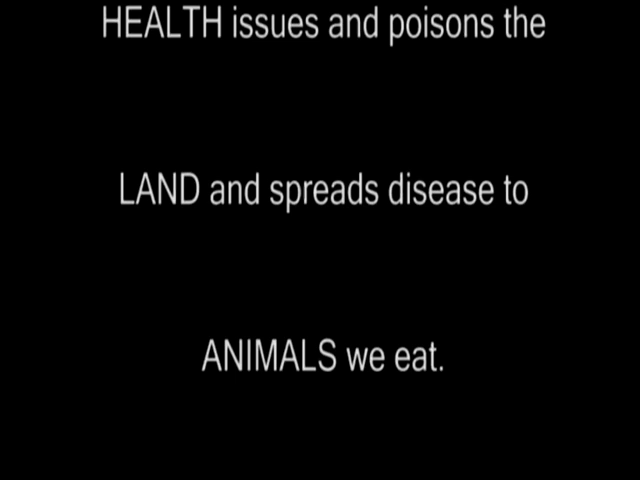 HEALTH issues and poisons the
LAND and spreads disease to
ANIMALS we eat.